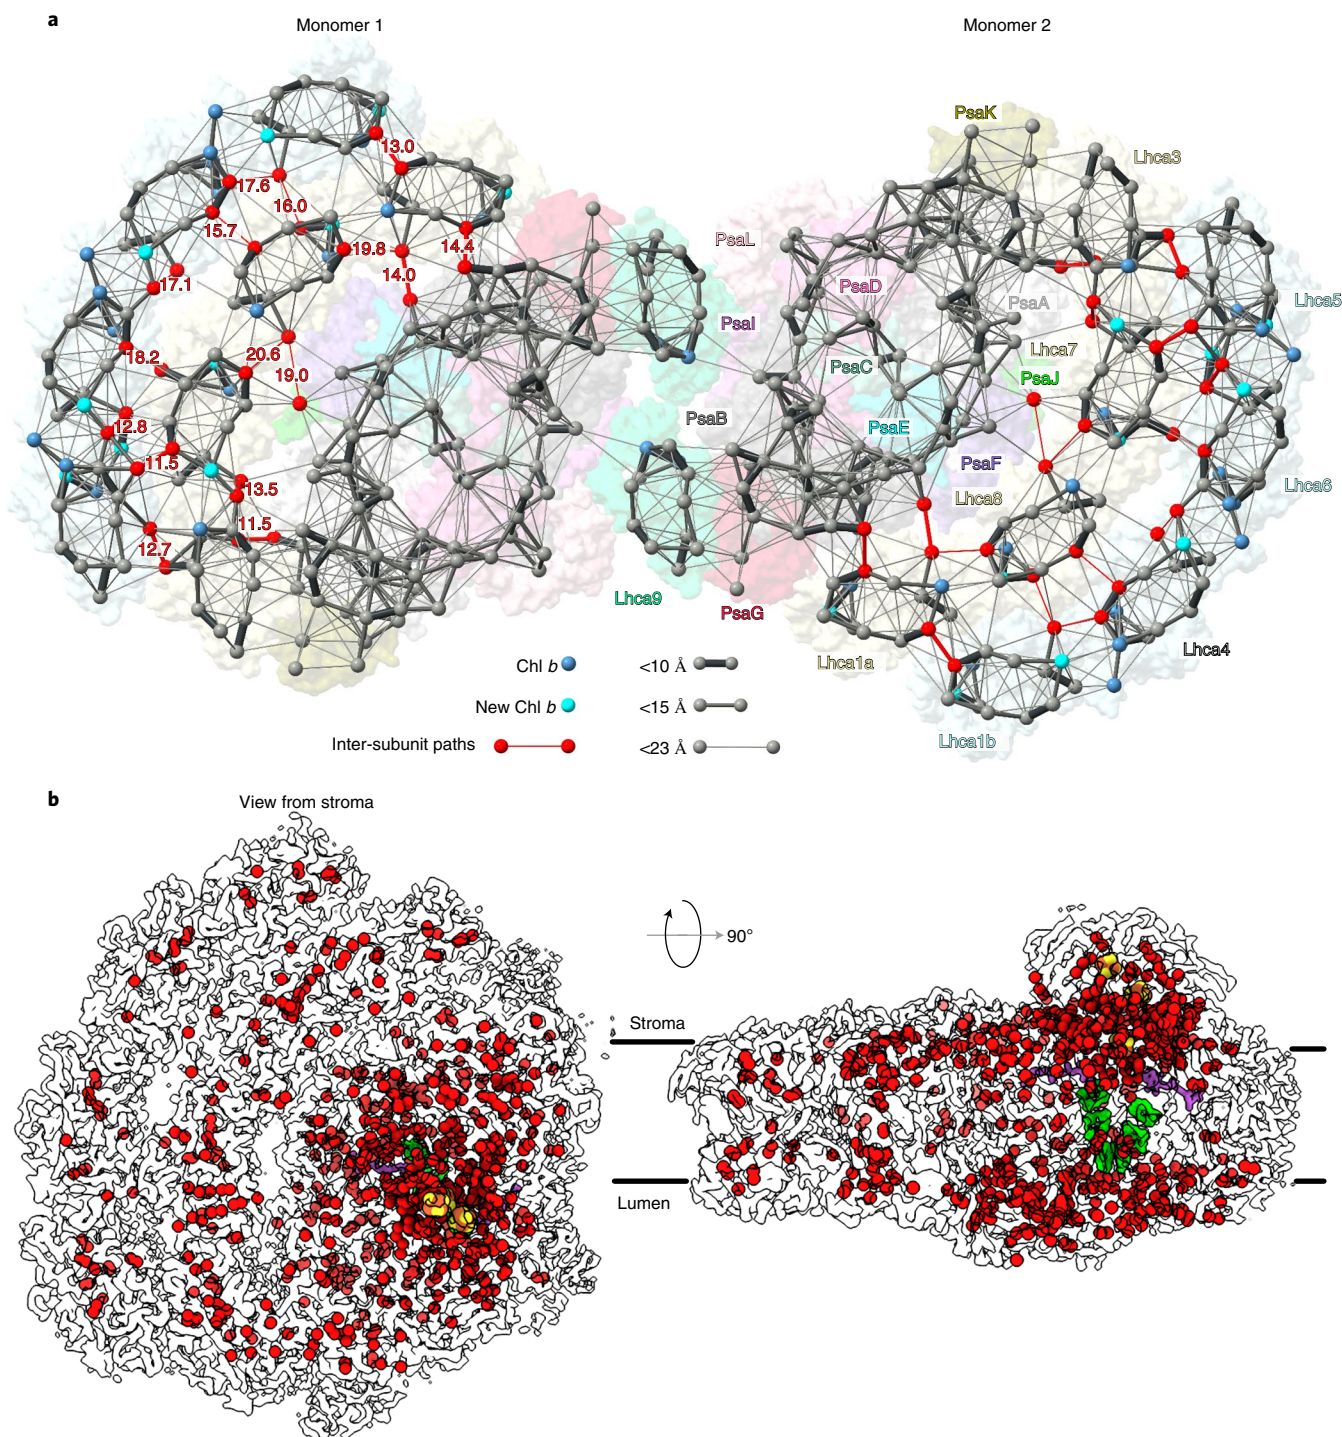 a
Monomer 1
Monomer 2
PsaK
Lhca3
13.0
17.6
16.0
15.7
19.8
14.4
14.0
17.1
PsaL
PsaD
PsaI
PsaA
Lhca5
18.2
20.6
19.0
PsaC
Lhca7
PsaJ
12.8
PsaB
PsaE
11.5
PsaF
13.5
Lhca8
Lhca6
11.5
12.7
Lhca9
PsaG
Lhca1a
Lhca4
Lhca1b
Chl b
<10 Å
New Chl b
<15 Å
Inter-subunit paths
<23 Å
b
View from stroma
90°
Stroma
Lumen